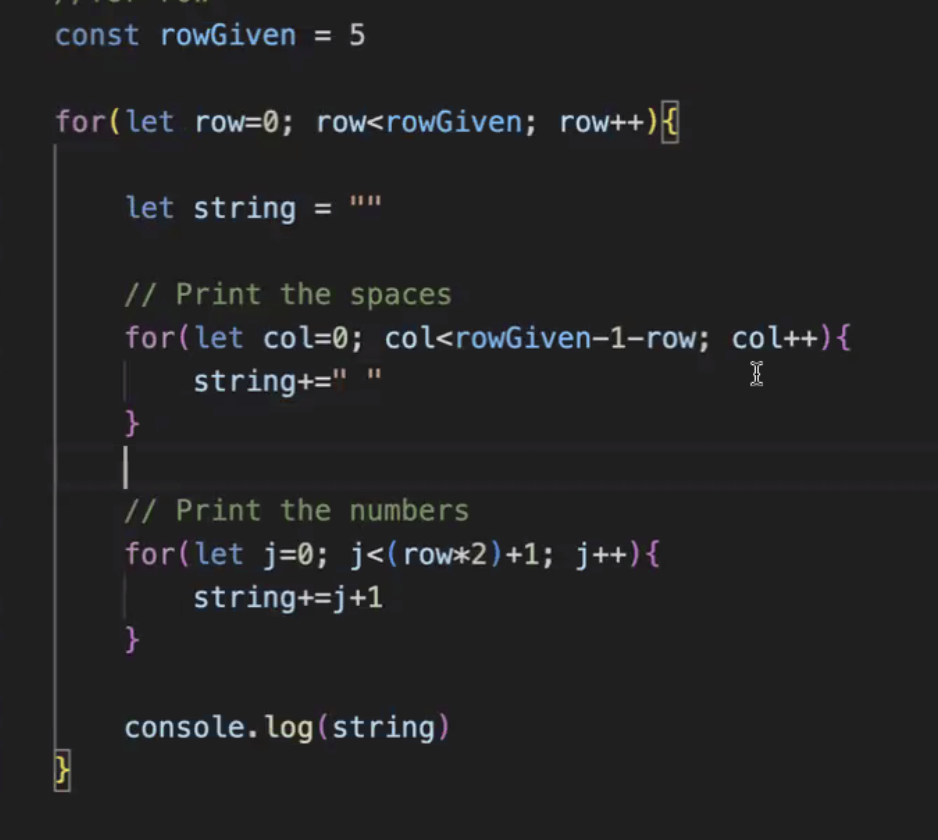 const rowGiven = 5
for(let row=0; row<rowGiven; row++){
let string = ""
// Print the spaces
for(let col=0; col<rowGiven-1-row; col++){
string+=" "
}
// Print the numbers
for(let j=0; j<(row*2)+1; j++){
string+=j+1
}
console.log(string)
}